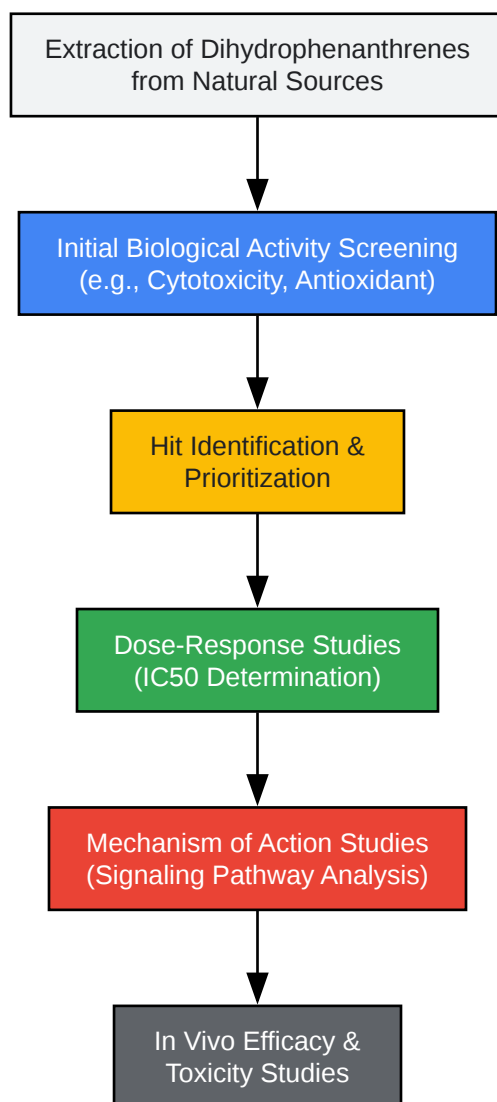 Extraction of Dihydrophenanthrenes
from Natural Sources
Initial Biological Activity Screening
(e.g., Cytotoxicity, Antioxidant)
Hit Identification &
Prioritization
Dose-Response Studies
(IC50 Determination)
Mechanism of Action Studies
(Signaling Pathway Analysis)
In Vivo Efficacy &
Toxicity Studies